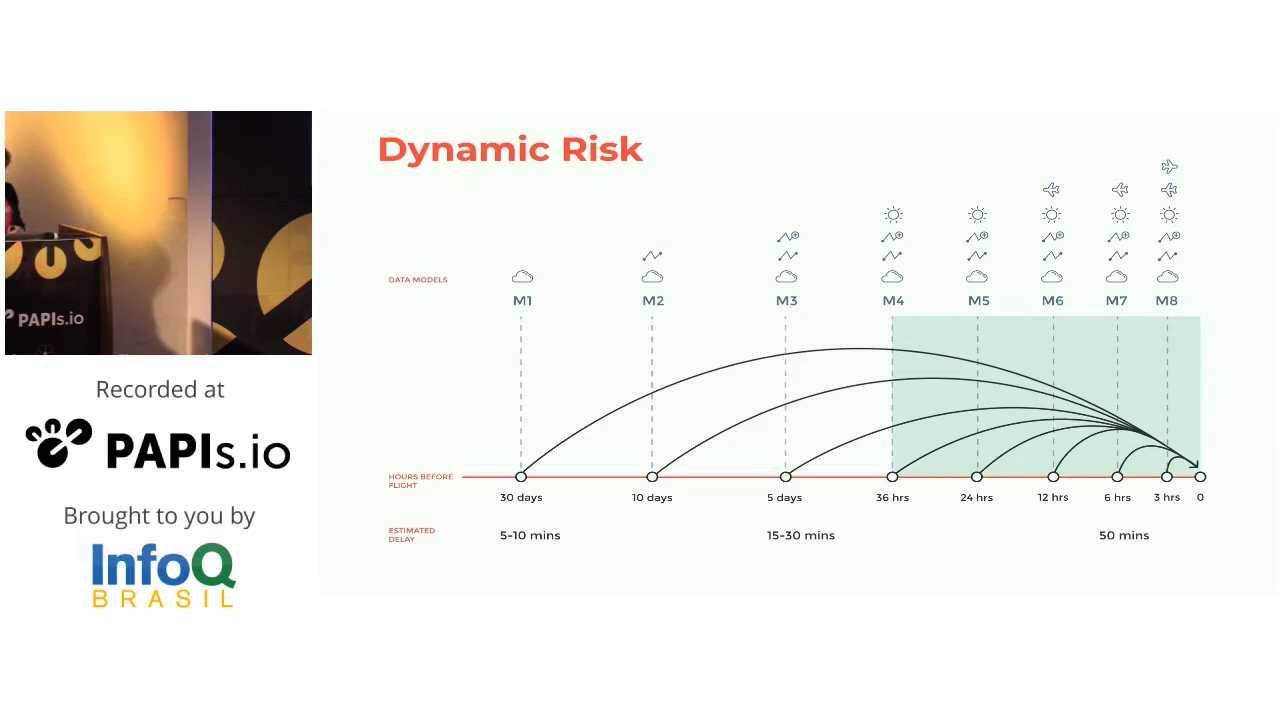 Dynamic Risk
DATA MODELS
M1 M2 M3 M4 M5 M6 M7 M8
HOURS BEFORE
FLIGHT
30 days 10 days 5 days 36 hrs 24 hrs 12 hrs 6 hrs 3 hrs 0
ESTIMATED
DELAY
5-10 mins 15-30 mins 50 mins
PAPIs.io
Recorded at
PAPIs.io
Brought to you by
InfoQ
BRASIL